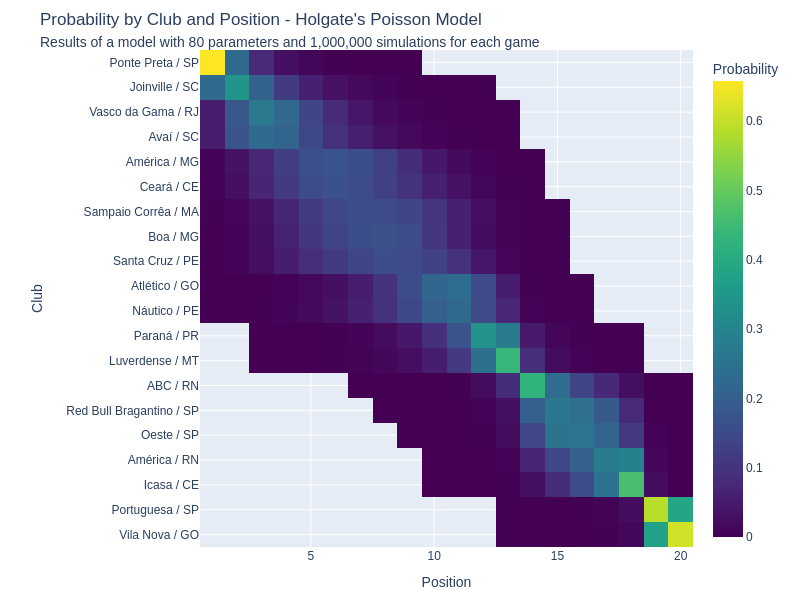 Probability by Club and Position - Holgate's Poisson Model
Results of a model with 80 parameters and 1,000,000 simulations for each game
Probability
Ponte Preta / SP
Joinville / SC
Vasco da Gama / RJ
Avaí / SC
América / MG
Ceará / CE
Sampaio Corrêa / MA
Boa / MG
Santa Cruz / PE
Atlético / GO
Náutico / PE
Paraná / PR
Luverdense / MT
ABC / RN
Red Bull Bragantino / SP
Oeste / SP
América / RN
Icasa / CE
Portuguesa / SP
Vila Nova / GO
Club
5
10
15
20
Position
0.6
0.5
0.4
0.3
0.2
0.1
0